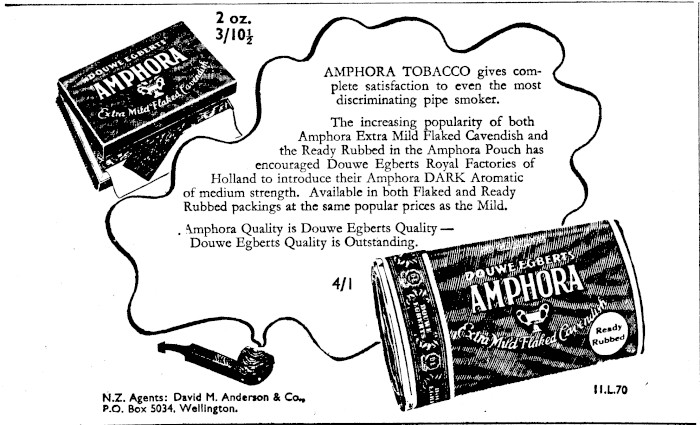 2 oz.
3/10½
DOUWE EGBERTS
AMPHORA
Extra Mild Flaked Cavendish
AMPHORA TOBACCO gives com-
plete satisfaction to even the most
discriminating pipe smoker.
The increasing popularity of both
Amphora Extra Mild Flaked Cavendish and
the Ready Rubbed in the Amphora Pouch has
encouraged Douwe Egberts Royal Factories of
Holland to introduce their Amphora DARK Aromatic
of medium strength. Available in both Flaked and Ready
Rubbed packings at the same popular prices as the Mild.
Amphora Quality is Douwe Egberts Quality —
Douwe Egberts Quality is Outstanding.
4/1
DOUWE EGBERTS
AMPHORA
Extra Mild Flaked Cavendish
Ready
Rubbed
N.Z. Agents: David M. Anderson & Co.,
P.O. Box 5034, Wellington.
11.L.70